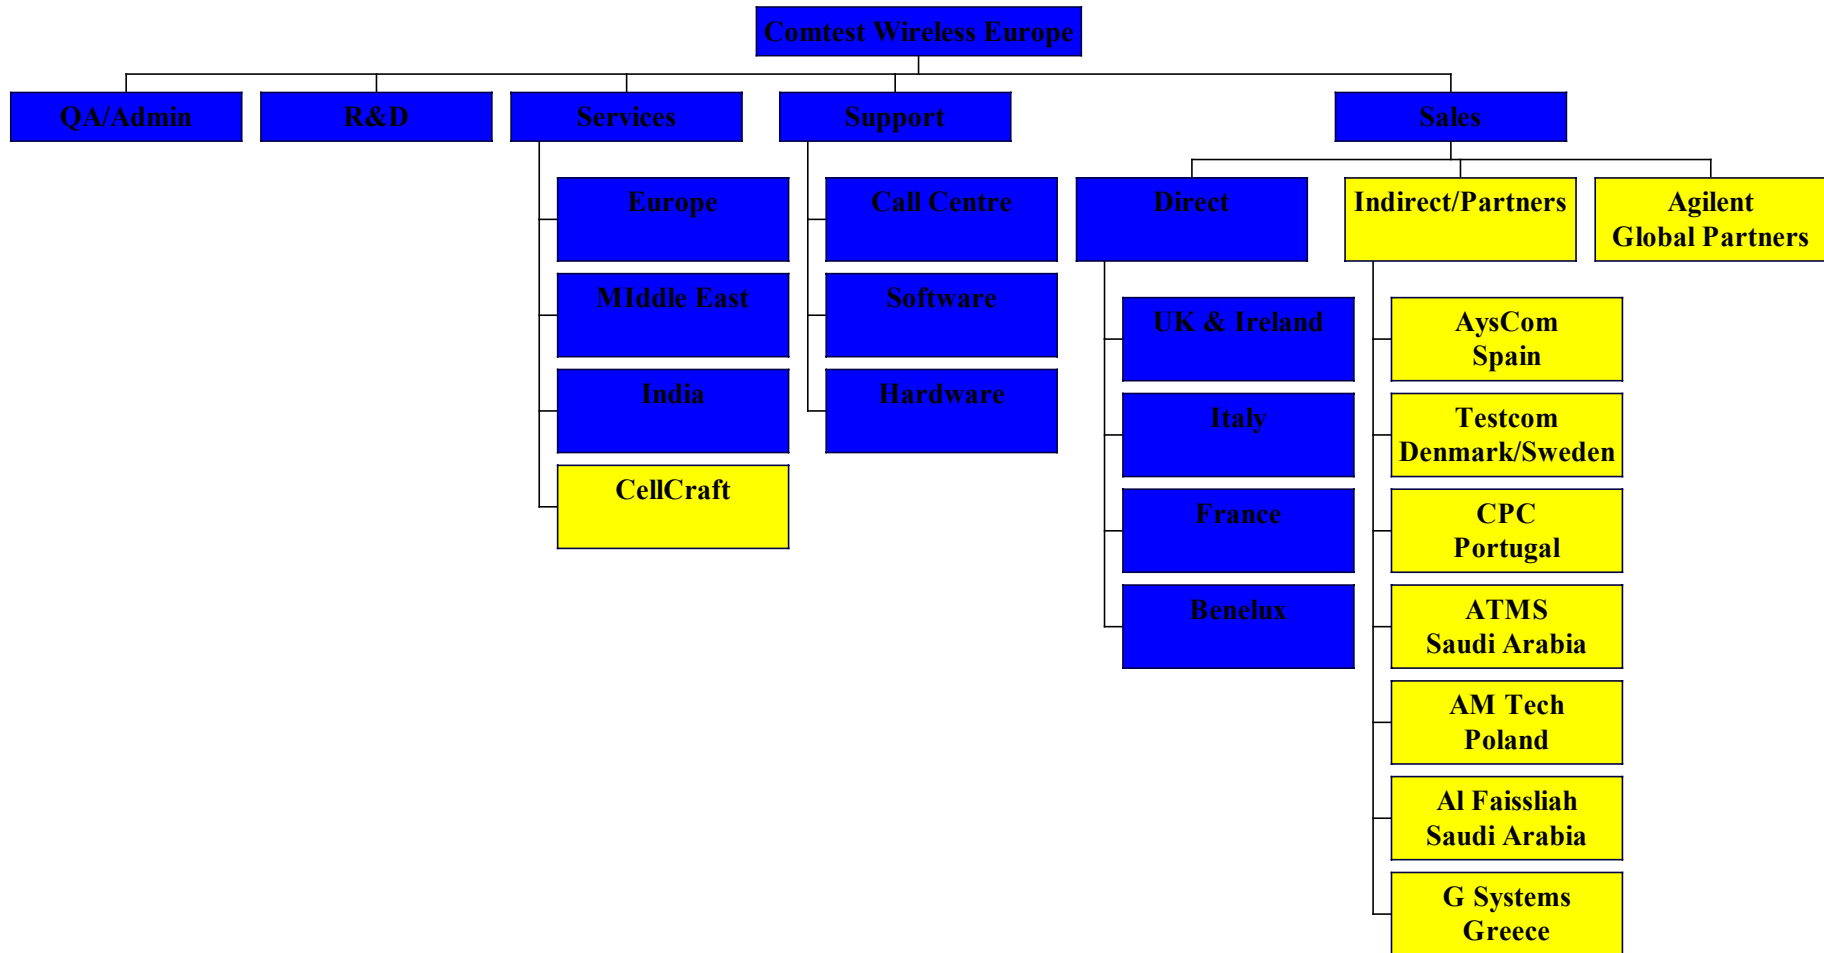 Comtest Wireless Europe
QA/Admin
R&D
Services
Support
Sales
Europe
MIddle East
India
CellCraft
Call Centre
Software
Hardware
Direct
UK & Ireland
Italy
France
Benelux
Indirect/Partners
AysCom
Spain
Testcom
Denmark/Sweden
CPC
Portugal
ATMS
Saudi Arabia
AM Tech
Poland
Al Faissliah
Saudi Arabia
G Systems
Greece
Agilent
Global Partners